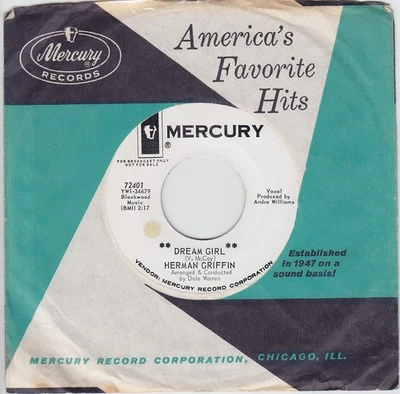 Mercury
®
RECORDS
America's
Favorite
Hits
MERCURY
®
FOR BROADCAST ONLY
NOT FOR SALE
72401
YW1-34679
Blackwood
Music
(BMI) 2:17
Vocal
Produced by
Andre Williams
** DREAM GIRL **
(V. McCoy)
HERMAN GRIFFIN
Arranged & Conducted
by
Dale Warren
VENDOR: MERCURY RECORD CORPORATION
Established
in 1947 on a
sound basis!
MERCURY RECORD CORPORATION, CHICAGO, ILL.